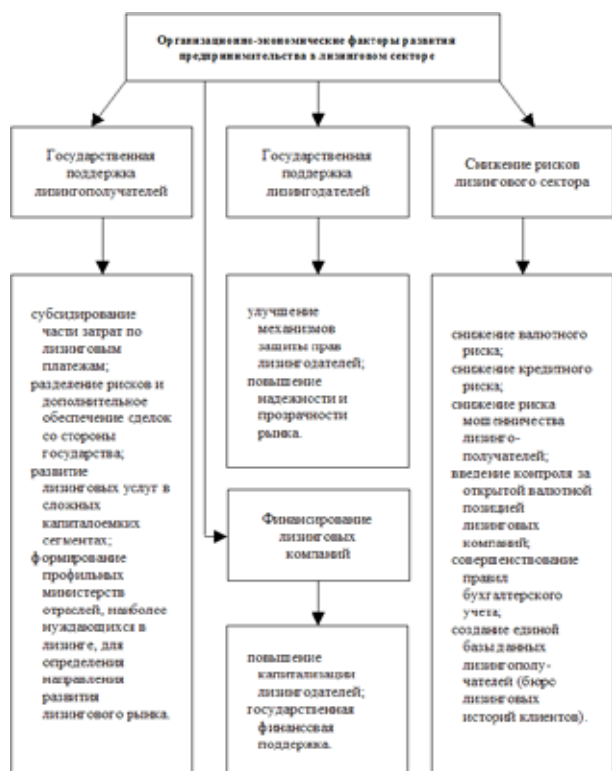 Организационно-экономические факторы развития
предпринимательства в лизинговом секторе
Государственная
поддержка
лизингополучателей
Государственная
поддержка
лизингодателей
Снижение рисков
лизингового сектора
субсидирование
части затрат по
лизинговым
платежам;
разделение рисков и
дополнительное
обеспечение сделок
со стороны
государства;
развитие
лизинговых услуг в
сложных
капиталоемких
сегментах;
формирование
профильных
министерств
отраслей, наиболее
нуждающихся в
лизинге, для
определения
направления
развития
лизингового рынка.
улучшение
механизмов
защиты прав
лизингодателей;
повышение
надежности и
прозрачности
рынка.
Финансирование
лизинговых
компаний
повышение
капитализации
лизингодателей;
государственная
финансовая
поддержка.
снижение валютного
риска;
снижение кредитного
риска;
снижение риска
мошенничества
лизинго-
получателей;
введение контроля за
открытой валютной
позицией
лизинговых
компаний;
совершенствование
правил
бухгалтерского
учета;
создание единой
базы данных
лизингополу-
чателей (бюро
лизинговых
историй клиентов).